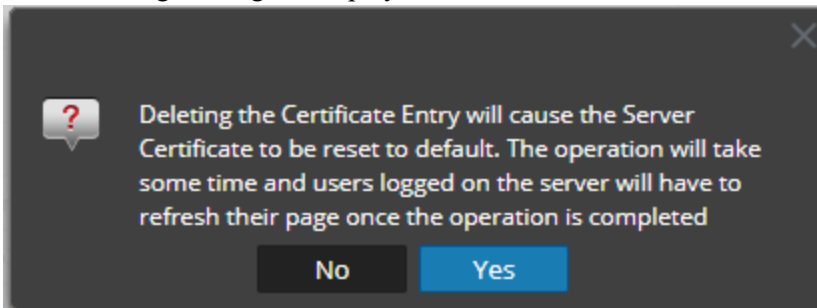 ?
Deleting the Certificate Entry will cause the Server
Certificate to be reset to default. The operation will take
some time and users logged on the server will have to
refresh their page once the operation is completed
No Yes